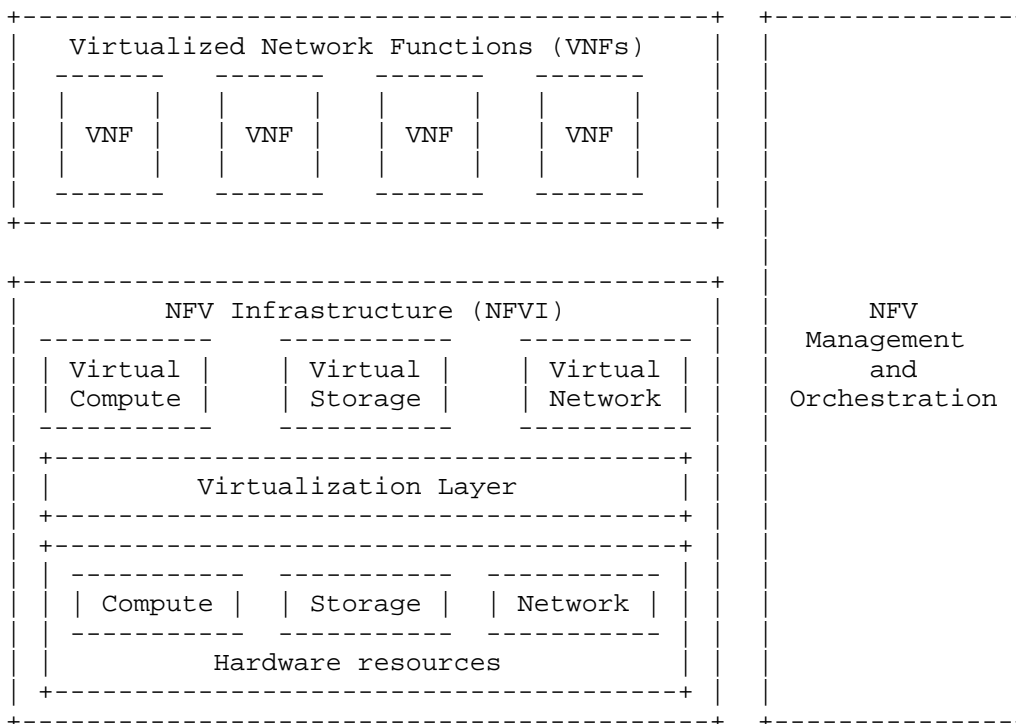 Virtualized Network Functions (VNFs)
VNF VNF VNF VNF
NFV Infrastructure (NFVI)
NFV
Management
and
Orchestration
Virtual Virtual Virtual
Compute Storage Network
Virtualization Layer
Compute Storage Network
Hardware resources